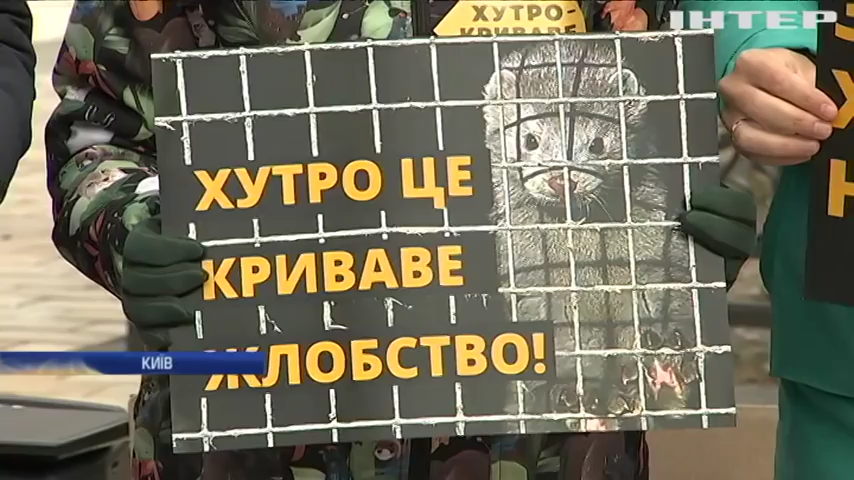 ХУТРО-
КРИВАВЕ
ІНТЕР
ХУТРО ЦЕ
КРИВАВЕ
ЖЛОБСТВО!
КИЇВ